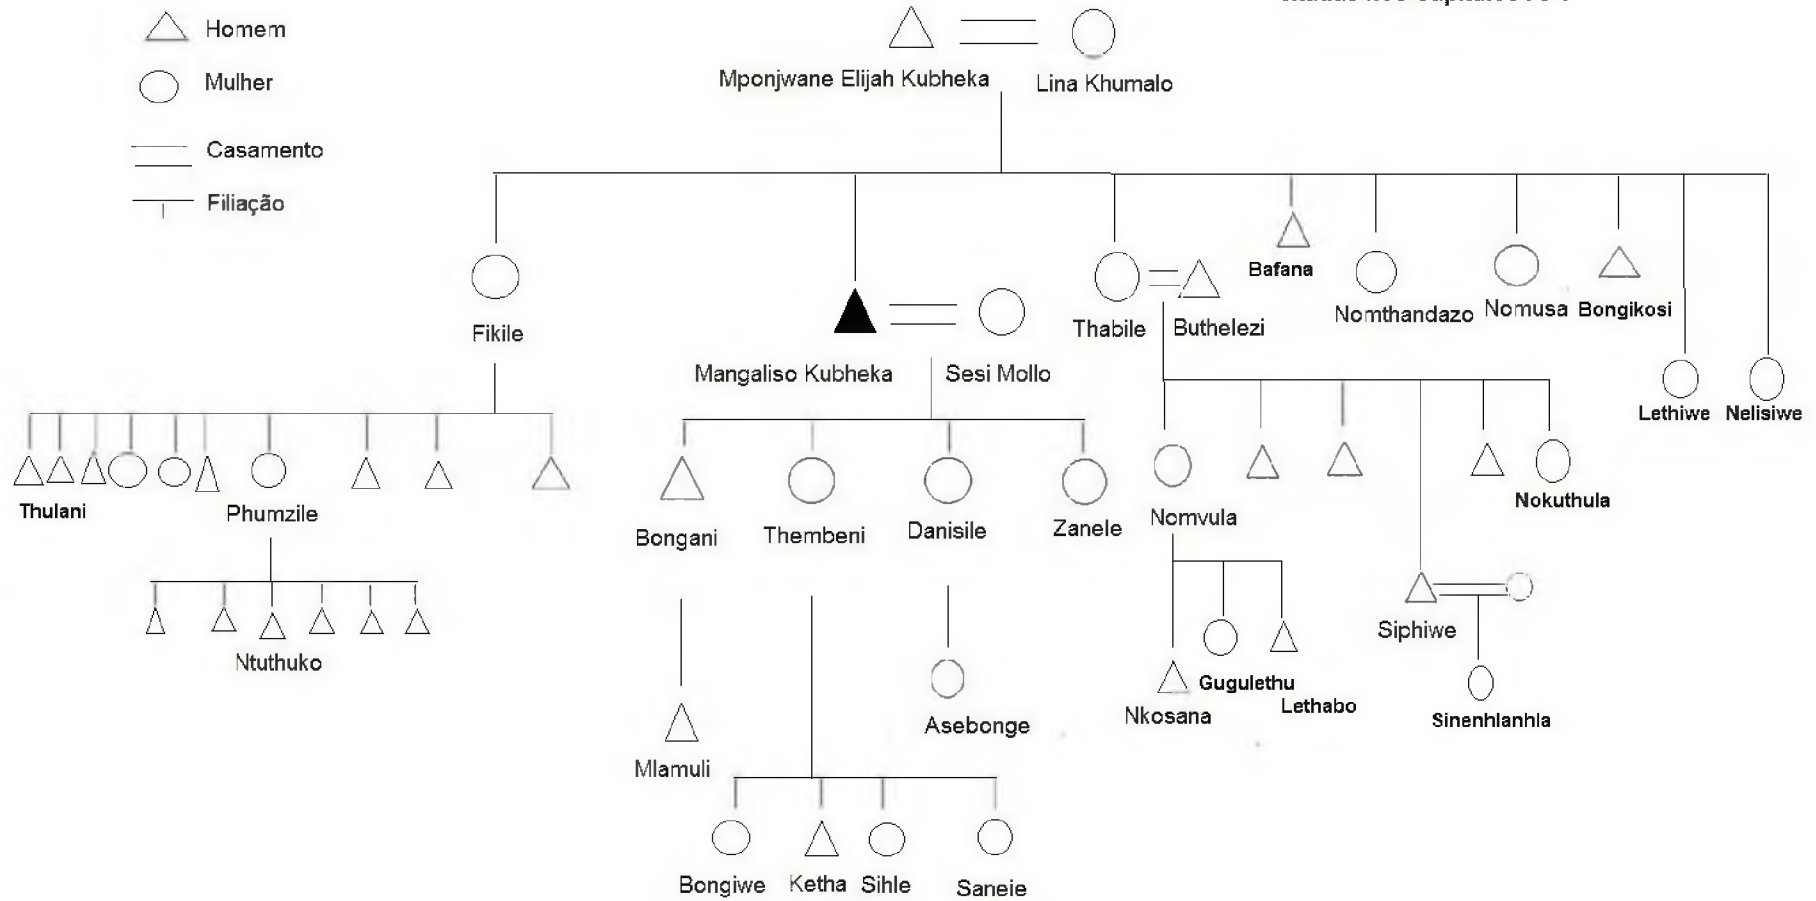 Homem
Mulher
Casamento
Filiação
Mponjwane Elijah Kubheka
Lina Khumalo
Fikile
Mangaliso Kubheka
Sesi Mollo
Thabile
Buthelezi
Bafana
Nomthandazo
Nomusa
Bongikosi
Lethiwe
Nelisiwe
Thulani
Phumzile
Bongani
Thembeni
Danisile
Zanele
Nomvula
Nokuthula
Ntuthuko
Mlamuli
Asebonge
Nkosana
Gugulethu
Lethabo
Siphiwe
Sinenhlanhla
Bongiwe
Ketha
Sihle
Saneie